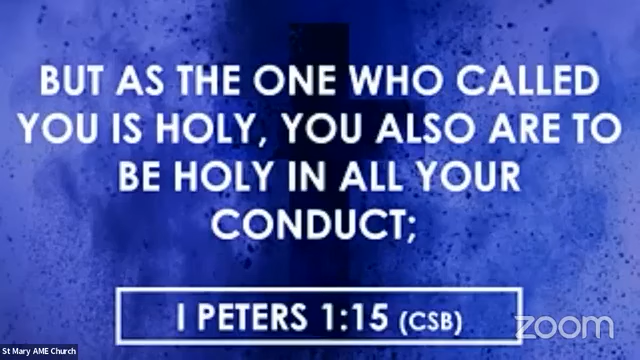 BUT AS THE ONE WHO CALLED
YOU IS HOLY, YOU ALSO ARE TO
BE HOLY IN ALL YOUR
CONDUCT;
I PETERS 1:15 (CSB)
zoom
St Mary AME Church